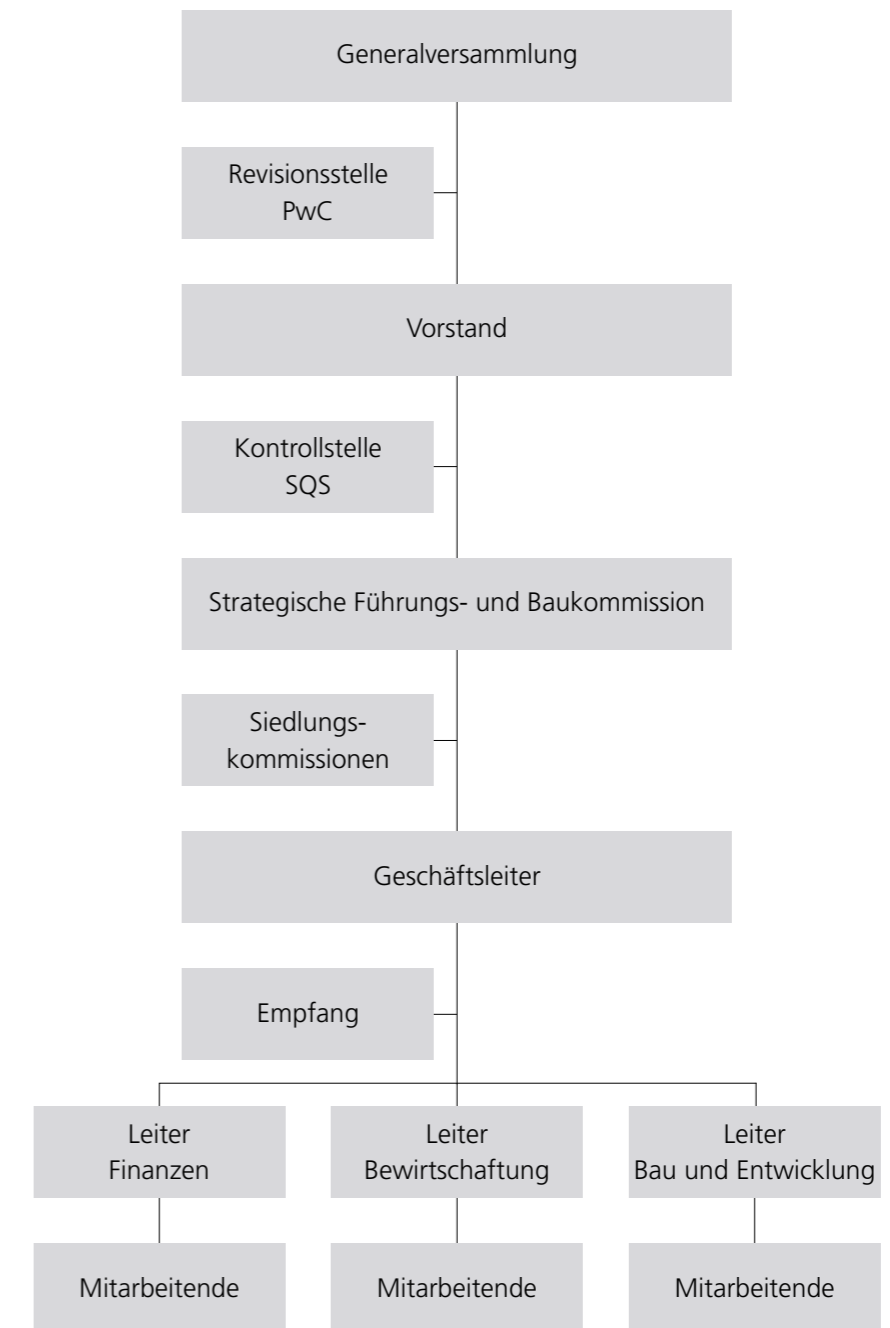 Generalversammlung
Revisionsstelle
PwC
Vorstand
Kontrollstelle
SQS
Strategische Führungs- und Baukommission
Siedlungs-
kommissionen
Geschäftsleiter
Empfang
Leiter
Finanzen
Leiter
Bewirtschaftung
Leiter
Bau und Entwicklung
Mitarbeitende
Mitarbeitende
Mitarbeitende